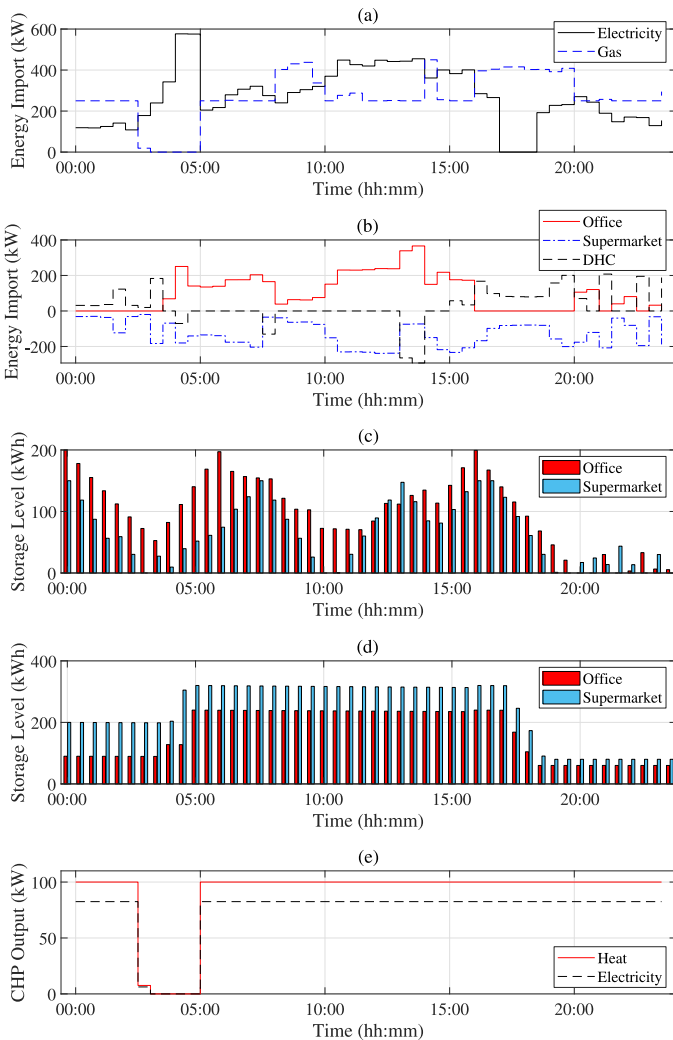 (a)
Energy Import (kW)
600
400
200
0
Electricity
Gas
00:00 05:00 10:00 15:00 20:00
Time (hh:mm)
(b)
Energy Import (kW)
400
200
0
-200
Office
Supermarket
DHC
00:00 05:00 10:00 15:00 20:00
Time (hh:mm)
(c)
Storage Level (kWh)
200
100
0
Office
Supermarket
00:00 05:00 10:00 15:00 20:00
Time (hh:mm)
(d)
Storage Level (kWh)
400
200
0
Office
Supermarket
00:00 05:00 10:00 15:00 20:00
Time (hh:mm)
(e)
CHP Output (kW)
100
50
0
Heat
Electricity
00:00 05:00 10:00 15:00 20:00
Time (hh:mm)